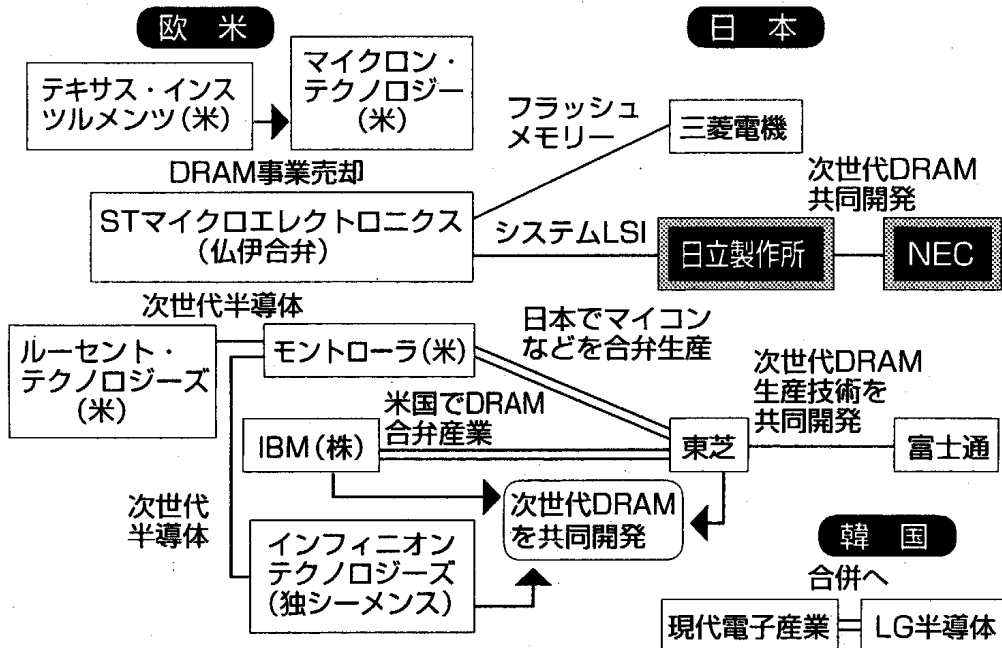 欧 米
日 本
テキサス・インス
ツルメンツ(米)
マイクロン・
テクノロジー
(米)
DRAM事業売却
フラッシュ
メモリー
三菱電機
次世代DRAM
共同開発
STマイクロエレクトロニクス
(仏伊合弁)
システムLSI
日立製作所
NEC
次世代半導体
ルーセント・
テクノロジーズ
(米)
モントローラ(米)
日本でマイコン
などを合弁生産
次世代DRAM
生産技術を
共同開発
米国でDRAM
合弁産業
IBM(株)
東芝
富士通
次世代
半導体
次世代DRAM
を共同開発
インフィニオン
テクノロジーズ
(独シーメンス)
韓 国
合併へ
現代電子産業
LG半導体